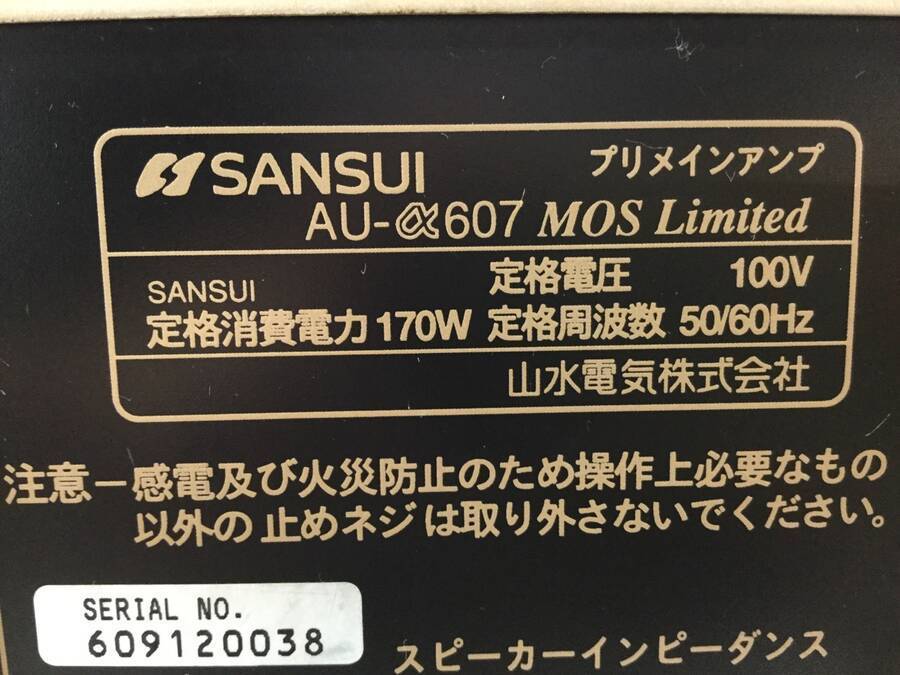 SANSUI プリメインアンプ
AU-α607 MOS Limited
SANSUI 定格電圧 100V
定格消費電力 170W 定格周波数 50/60Hz
山水電気株式会社
注意－感電及び火災防止のため操作上必要なもの
以外の止めネジは取り外さないでください。
SERIAL NO.
609120038
スピーカーインピーダンス